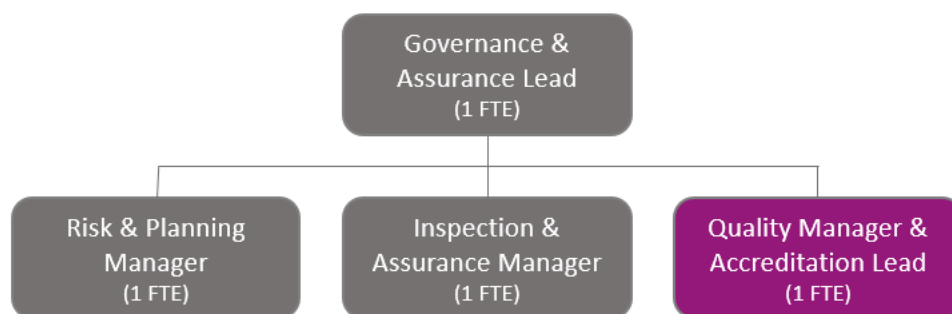 Governance &
Assurance Lead
(1 FTE)
Risk & Planning
Manager
(1 FTE)
Inspection &
Assurance Manager
(1 FTE)
Quality Manager &
Accreditation Lead
(1 FTE)